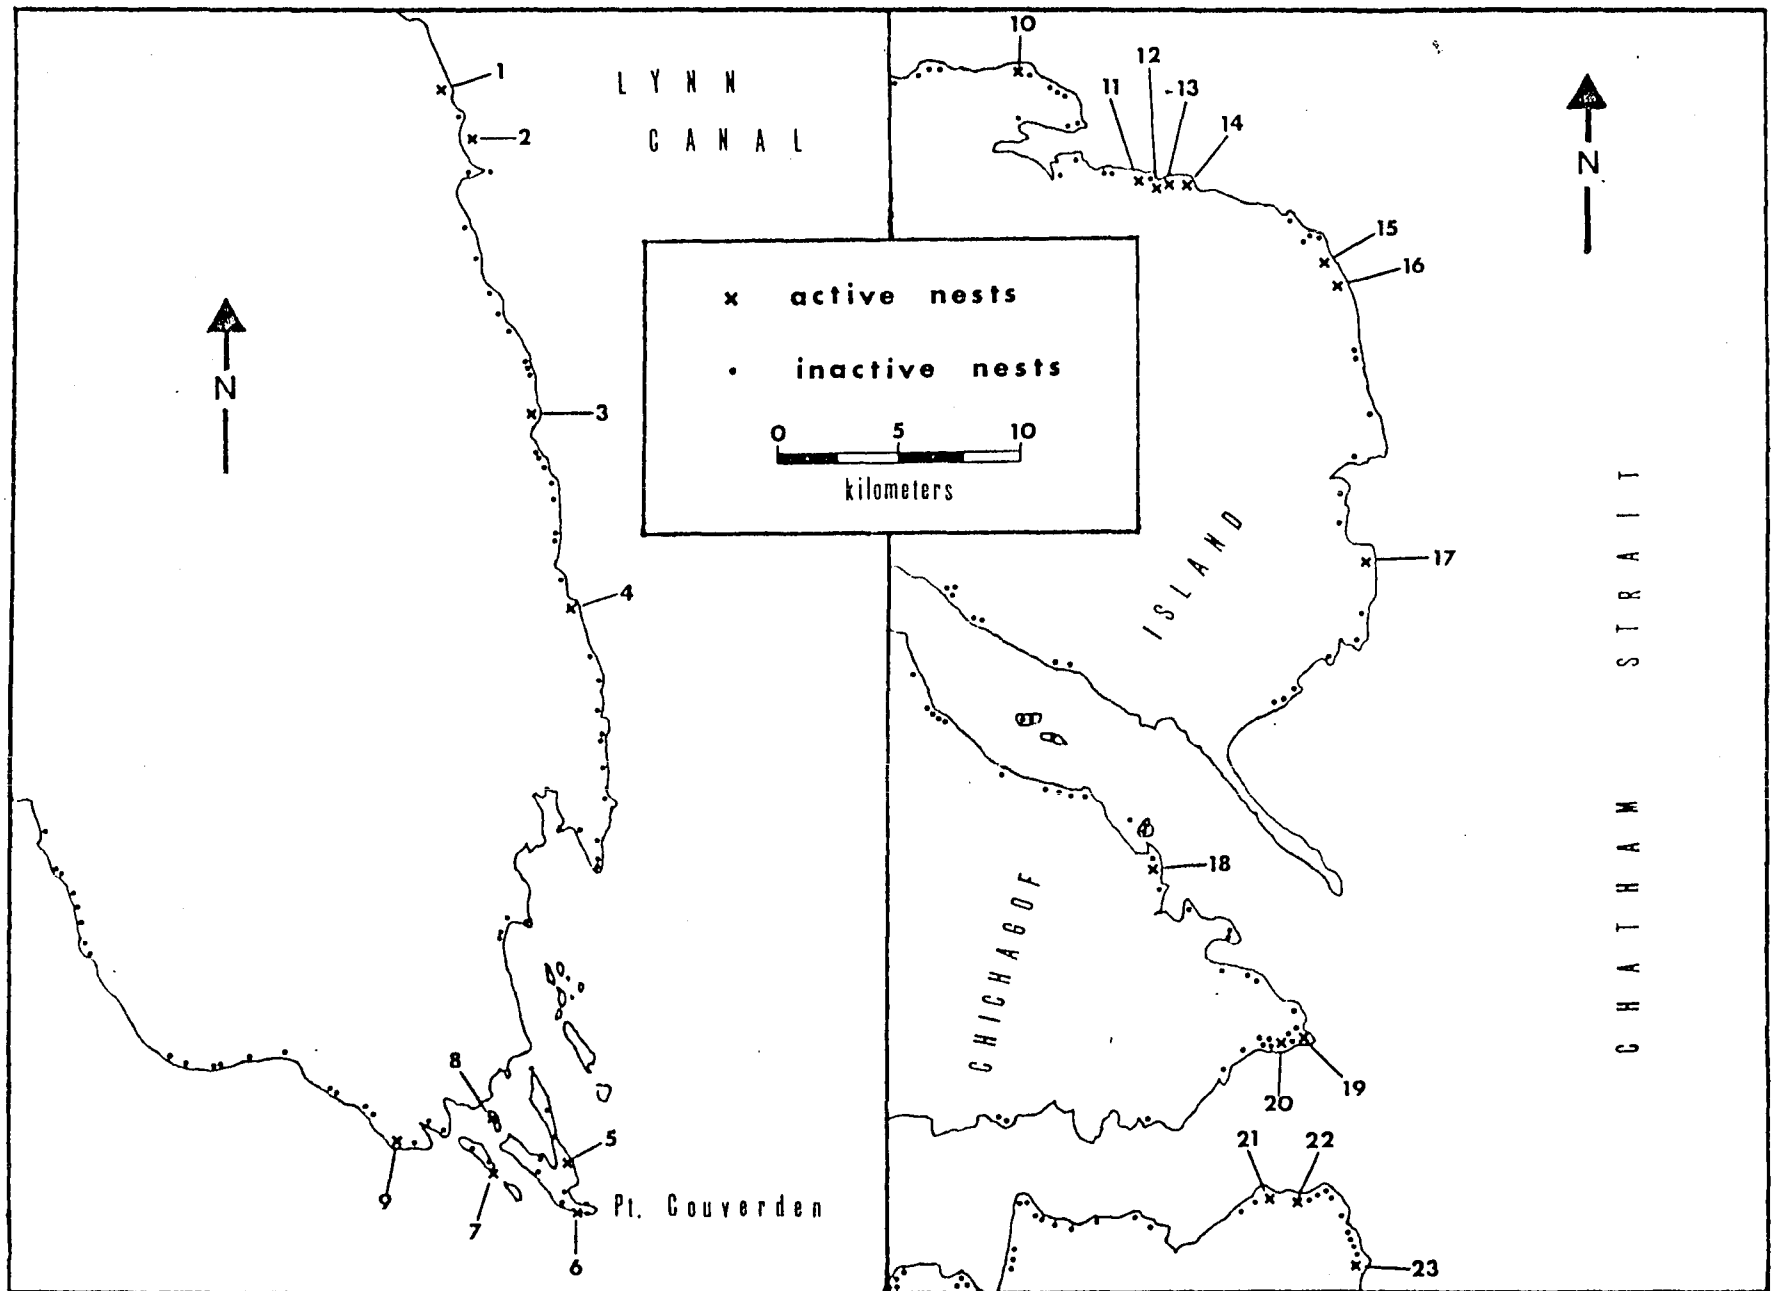 LYNN
CANAL
1
2
3
4
5
6
7
8
9
N
Pt. Couverden
x active nests
• inactive nests
0 5 10
kilometers
10
11
12
13
14
15
16
17
18
19
20
21
22
23
N
ISLAND
CHICHAGOF
CHATHAM STRAIT